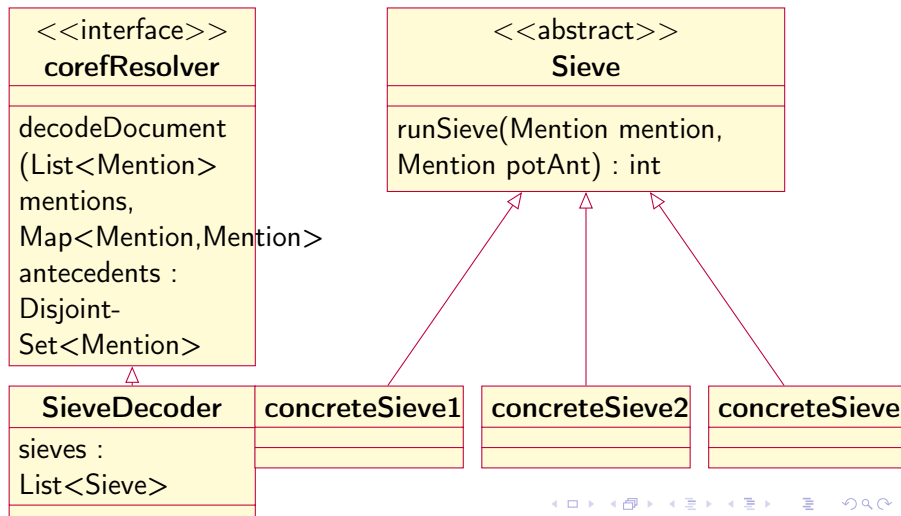 <<interface>>
corefResolver
decodeDocument
(List<Mention>
mentions,
Map<Mention,Mention>
antecedents :
Disjoint-
Set<Mention>
<<abstract>>
Sieve
runSieve(Mention mention,
Mention potAnt) : int
SieveDecoder
sieves :
List<Sieve>
concreteSieve1
concreteSieve2
concreteSieve